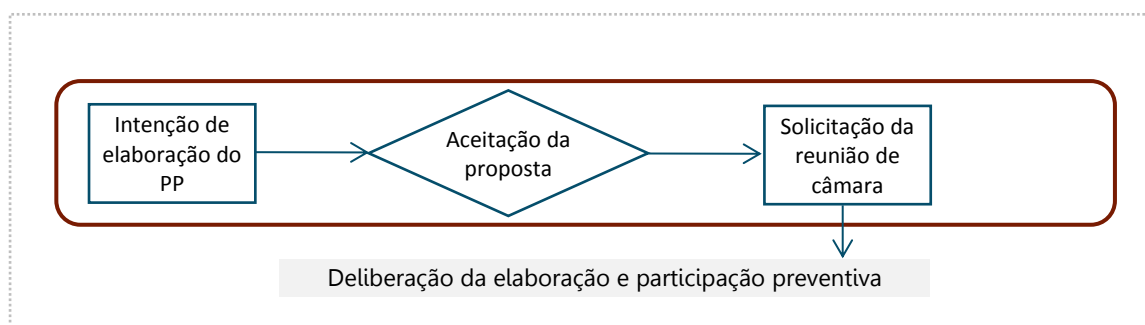 Intenção de
elaboração do
PP
Aceitação da
proposta
Solicitação da
reunião de
câmara
Deliberação da elaboração e participação preventiva